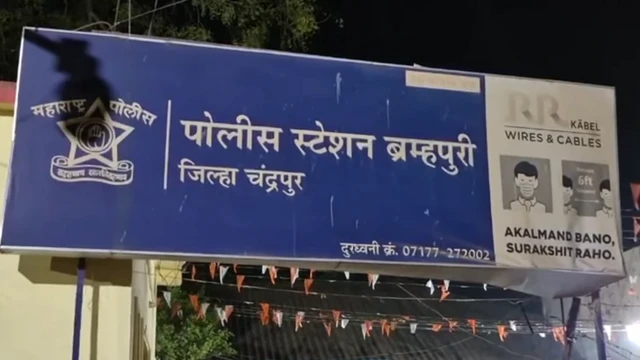 महाराष्ट्र पोलीस
पोलीस स्टेशन ब्रम्हपुरी
जिल्हा चंद्रपुर
दुरध्वनी क्रं. 07177-272002
RR KABEL
WIRES & CABLES
6ft
AKALMAND BANO,
SURAKSHIT RAHO.